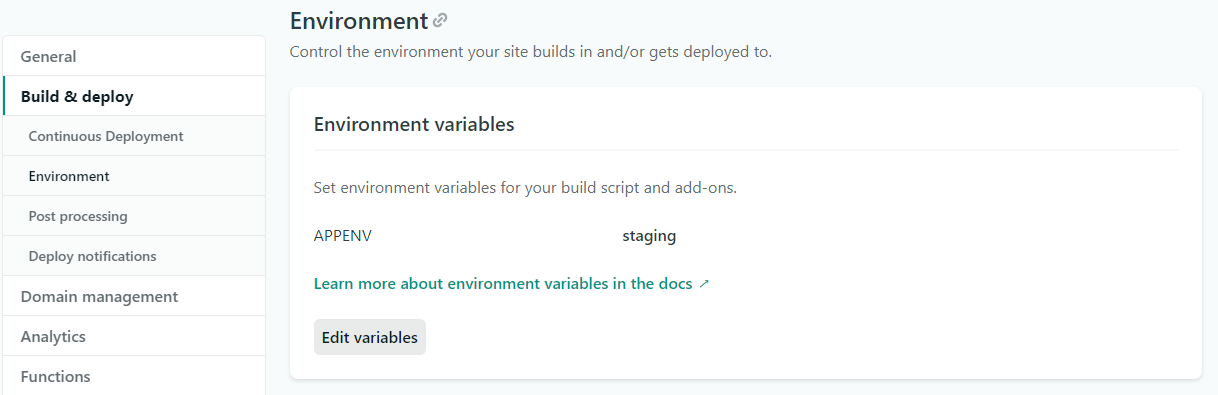 Environment
Control the environment your site builds in and/or gets deployed to.
General
Build & deploy
Continuous Deployment
Environment
Post processing
Deploy notifications
Domain management
Analytics
Functions
Environment variables
Set environment variables for your build script and add-ons.
APPENV staging
Learn more about environment variables in the docs ↗
Edit variables